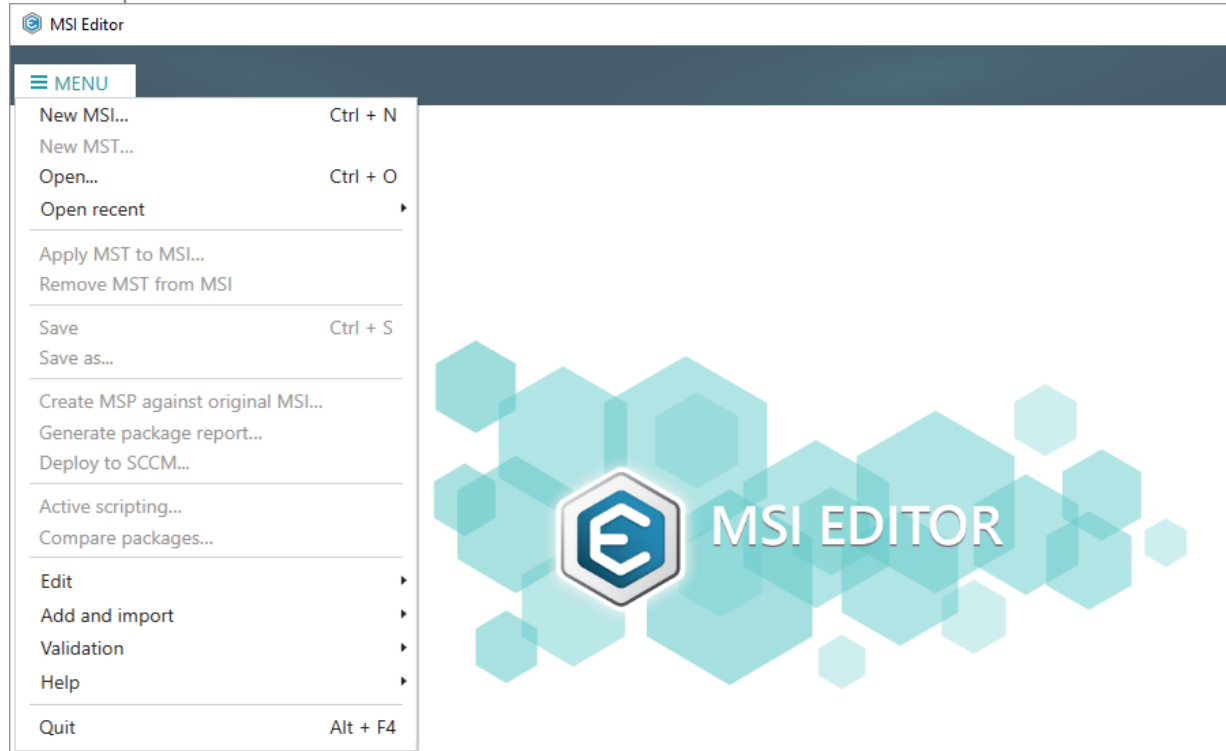 MSI Editor
MENU
New MSI... Ctrl + N
New MST...
Open... Ctrl + O
Open recent
Apply MST to MSI...
Remove MST from MSI
Save Ctrl + S
Save as...
Create MSP against original MSI...
Generate package report...
Deploy to SCCM...
Active scripting...
Compare packages...
Edit
Add and import
Validation
Help
Quit Alt + F4
MSI EDITOR